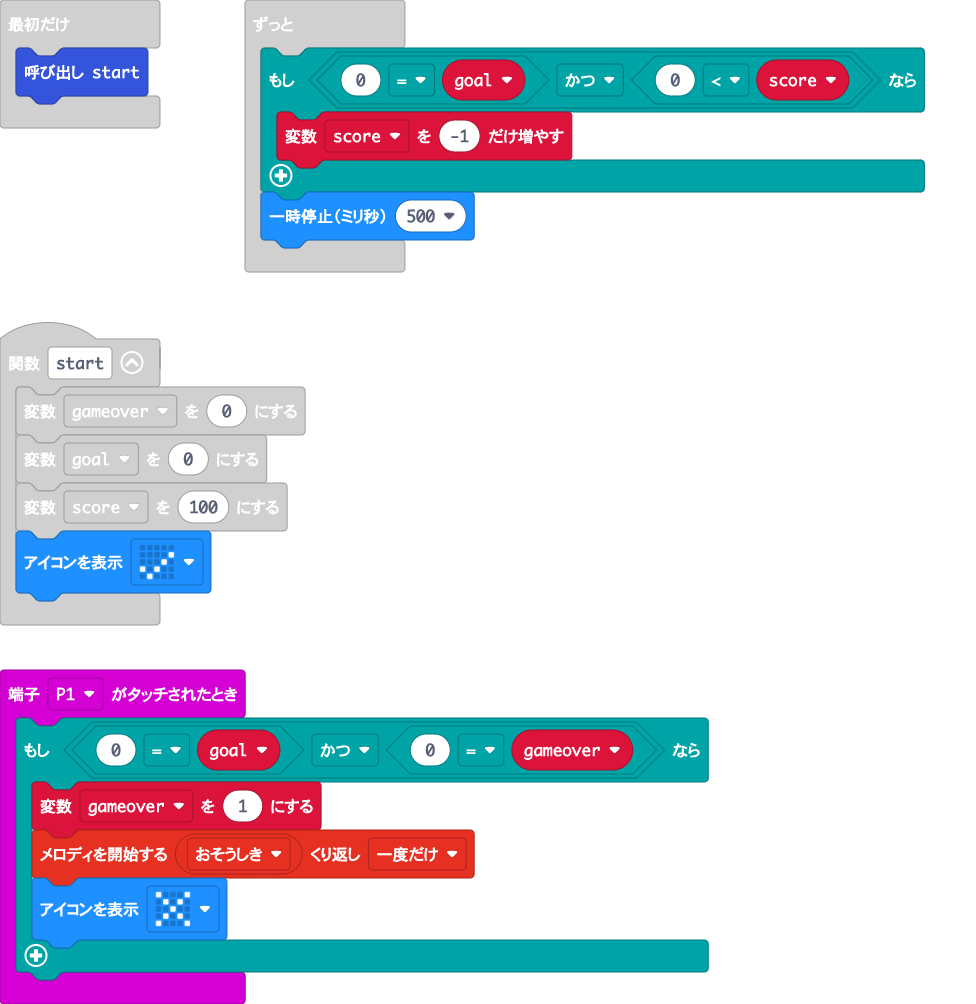 最初だけ
呼び出し start
ずっと
もし 0 = goal かつ 0 < score なら
変数 score を -1 だけ増やす
一時停止（ミリ秒） 500
関数 start
変数 gameover を 0 にする
変数 goal を 0 にする
変数 score を 100 にする
アイコンを表示
端子 P1 がタッチされたとき
もし 0 = goal かつ 0 = gameover なら
変数 gameover を 1 にする
メロディを開始する おそうしき くり返し 一度だけ
アイコンを表示